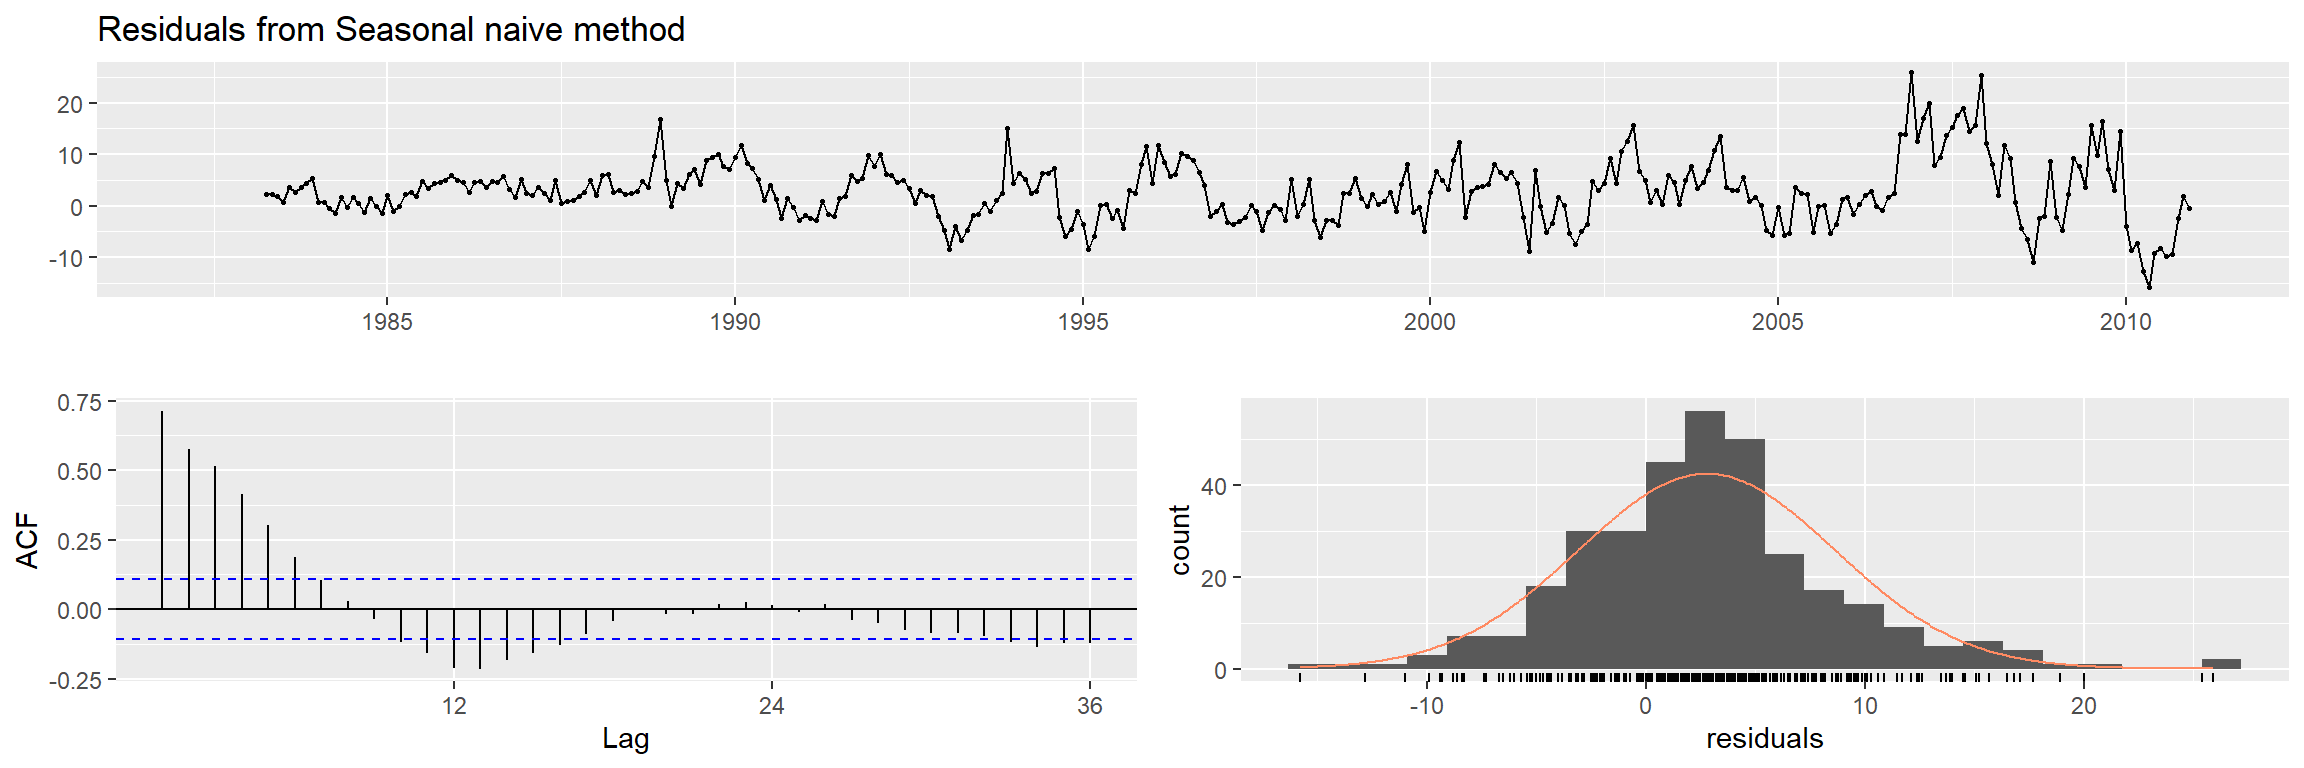 Residuals from Seasonal naive method
20
10
0
-10
1985 1990 1995 2000 2005 2010
0.75
0.50
0.25
0.00
-0.25
ACF
12 24 36
Lag
40
20
0
count
-10 0 10 20
residuals